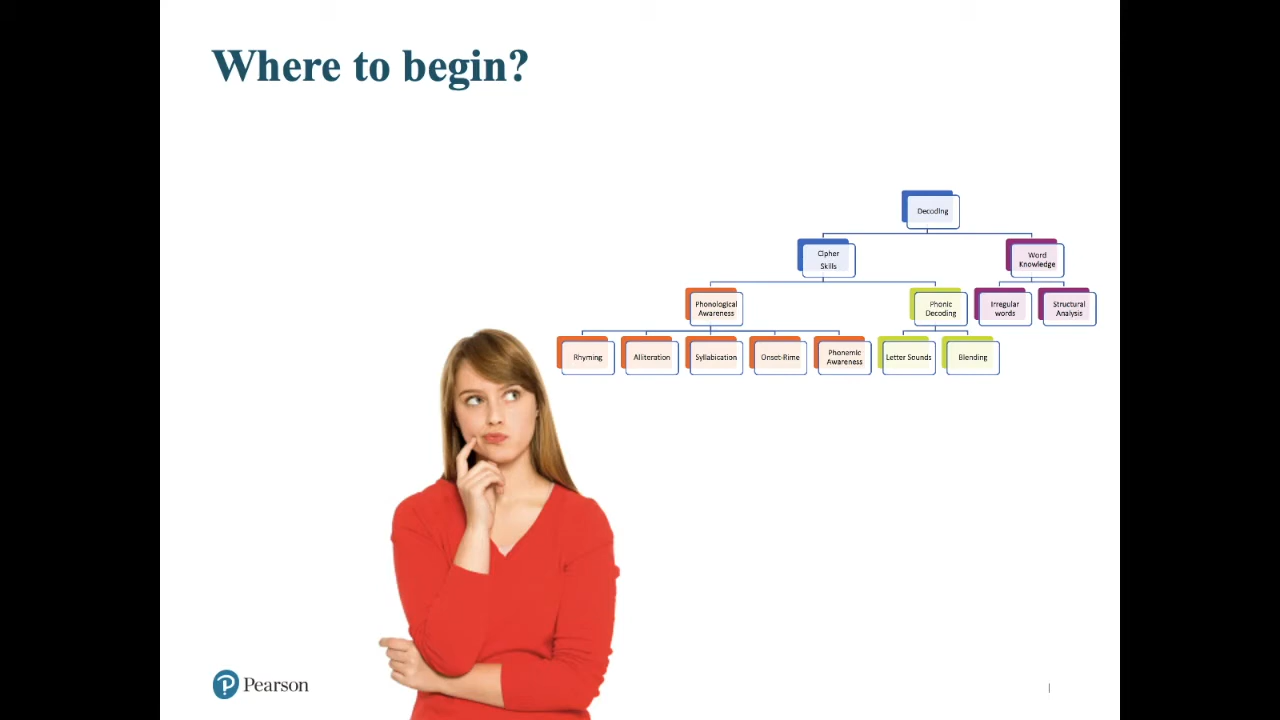 Where to begin?
Decoding
Cipher
Skills
Word
Knowledge
Phonological
Awareness
Phonic
Decoding
Irregular
words
Structural
Analysis
Rhyming
Alliteration
Syllabication
Onset-Rime
Phonemic
Awareness
Letter Sounds
Blending
Pearson